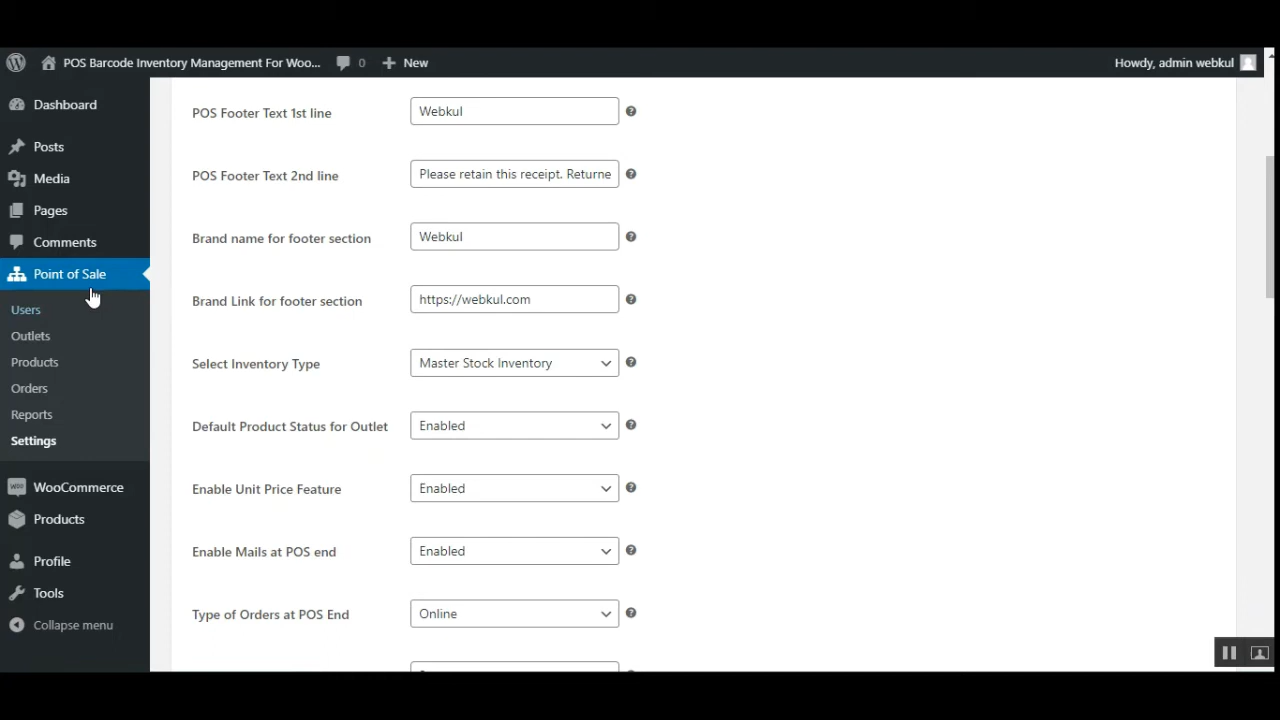 POS Barcode Inventory Management For Woo... 0 New Howdy, admin webkul
Dashboard
Posts
Media
Pages
Comments
Point of Sale
Users
Outlets
Products
Orders
Reports
Settings
WooCommerce
Products
Profile
Tools
Collapse menu
POS Footer Text 1st line Webkul
POS Footer Text 2nd line Please retain this receipt. Returne
Brand name for footer section Webkul
Brand Link for footer section https://webkul.com
Select Inventory Type Master Stock Inventory
Default Product Status for Outlet Enabled
Enable Unit Price Feature Enabled
Enable Mails at POS end Enabled
Type of Orders at POS End Online